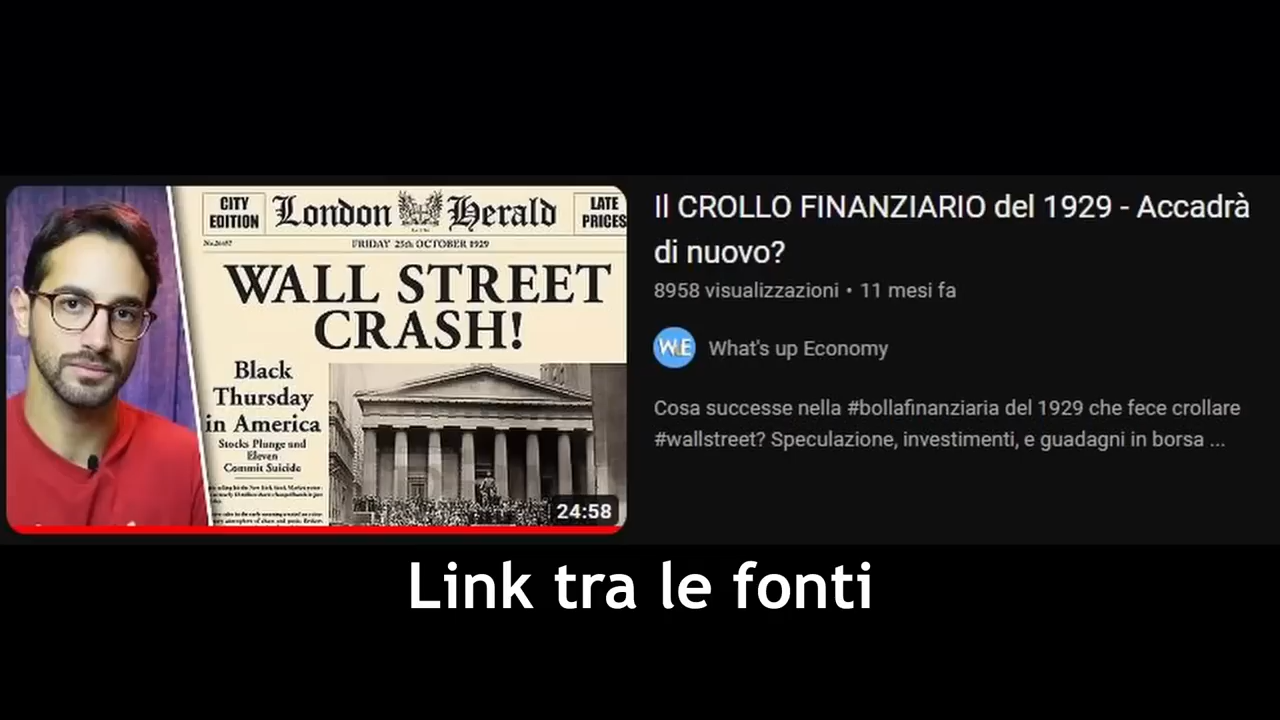 CITY
EDITION
London Herald
LATE
PRICES
FRIDAY 25th OCTOBER 1929
WALL STREET
CRASH!
Black
Thursday
in America
Stocks Plunge and
Eleven
Commit Suicide
24:58
Il CROLLO FINANZIARIO del 1929 - Accadrà
di nuovo?
8958 visualizzazioni • 11 mesi fa
WE
What's up Economy
Cosa successe nella #bollafinanziaria del 1929 che fece crollare
#wallstreet? Speculazione, investimenti, e guadagni in borsa ...
Link tra le fonti